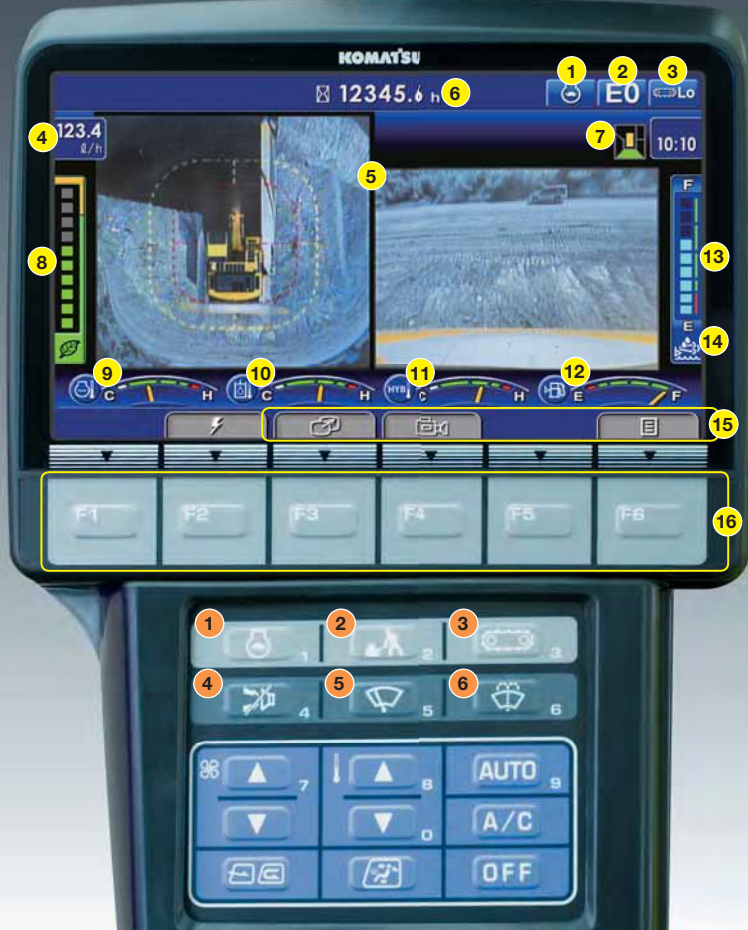 KOMATSU
1 2 3
12345.6 h 6
E0 Lo
4 123.4
ℓ/h
7 10:10
5
F
8
13
E
14
9 10 11 12
C H C H HYB C H E F
15
F1 F2 F3 F4 F5 F6
16
1 2 3
1 2 3
4 5 6
4 5 6
AUTO
7 8 9
A/C
0
OFF